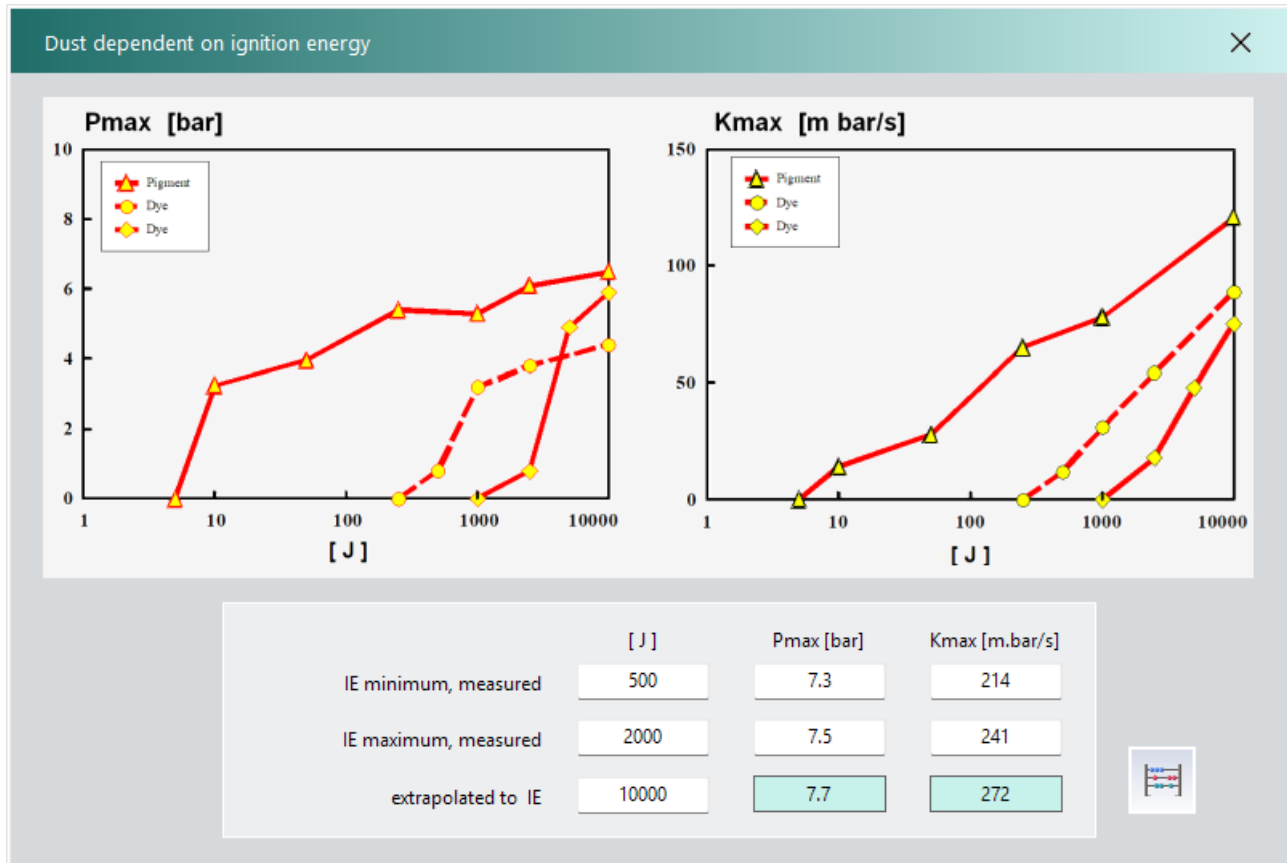 Dust dependent on ignition energy
Pmax [bar]
10
8
6
4
2
0
Pigment
Dye
Dye
1 10 100 1000 10000
[ J ]
Kmax [m bar/s]
150
100
50
0
Pigment
Dye
Dye
1 10 100 1000 10000
[ J ]
[ J ] Pmax [bar] Kmax [m.bar/s]
IE minimum, measured 500 7.3 214
IE maximum, measured 2000 7.5 241
extrapolated to IE 10000 7.7 272